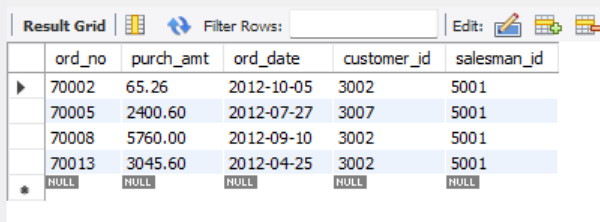 Result Grid Filter Rows: Edit:
ord_no purch_amt ord_date customer_id salesman_id
70002 65.26 2012-10-05 3002 5001
70005 2400.60 2012-07-27 3007 5001
70008 5760.00 2012-09-10 3002 5001
70013 3045.60 2012-04-25 3002 5001
NULL NULL NULL NULL NULL